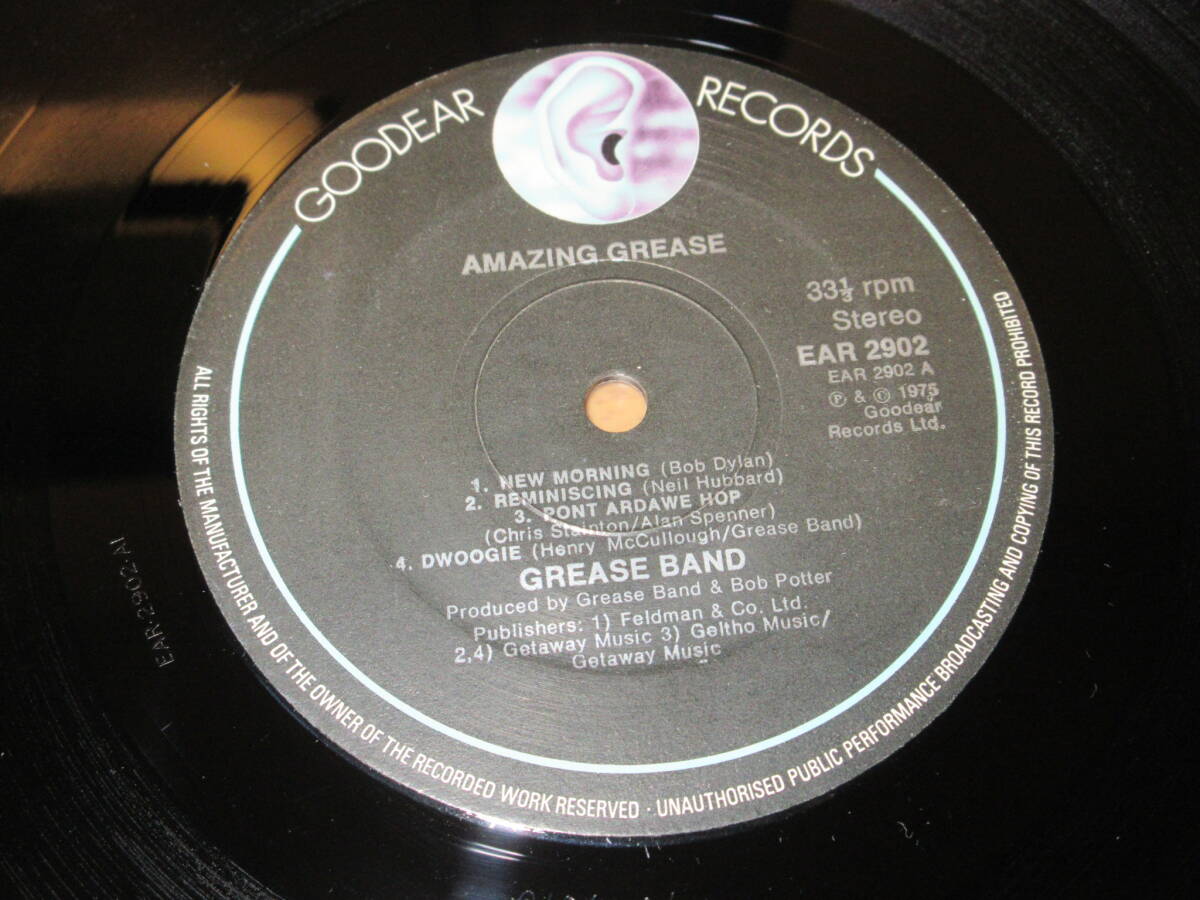 GOODEAR RECORDS
AMAZING GREASE
33⅓ rpm
Stereo
EAR 2902
EAR 2902 A
℗ & © 1975
Goodear
Records Ltd.
1. NEW MORNING (Bob Dylan)
2. REMINISCING (Neil Hubbard)
3. PONT ARDAWE HOP
(Chris Stainton/Alan Spenner)
4. DWOOGIE (Henry McCullough/Grease Band)
GREASE BAND
Produced by Grease Band & Bob Potter
Publishers: 1) Feldman & Co. Ltd.
2,4) Getaway Music 3) Geltho Music/
Getaway Music
ALL RIGHTS OF THE MANUFACTURER AND OF THE OWNER OF THE RECORDED WORK RESERVED · UNAUTHORISED PUBLIC PERFORMANCE BROADCASTING AND COPYING OF THIS RECORD PROHIBITED
EAR·2902·A1